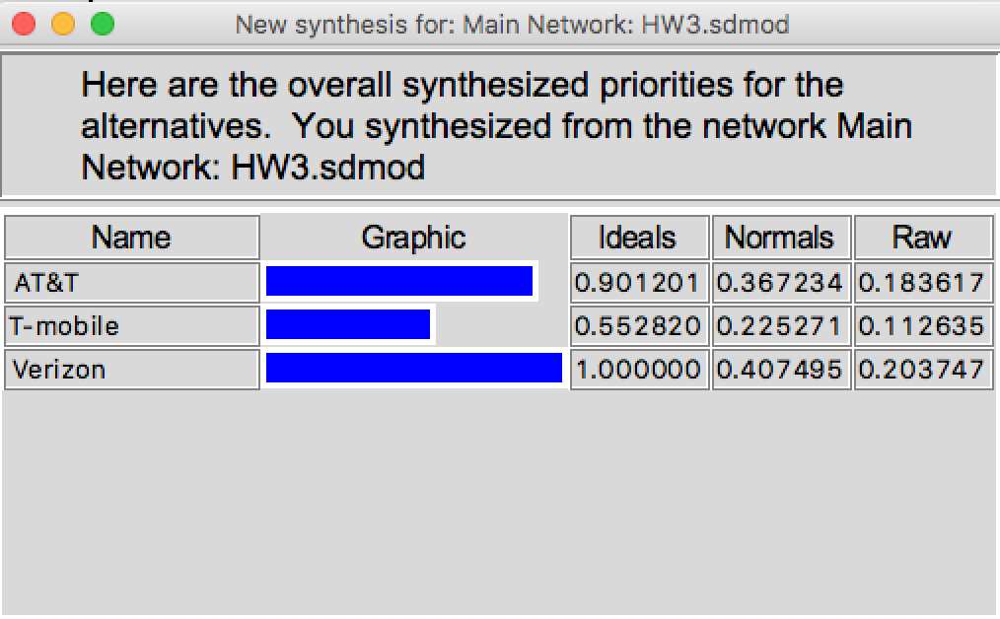 New synthesis for: Main Network: HW3.sdmod
Here are the overall synthesized priorities for the
alternatives.  You synthesized from the network Main
Network: HW3.sdmod
Name Graphic Ideals Normals Raw
AT&T 0.901201 0.367234 0.183617
T-mobile 0.552820 0.225271 0.112635
Verizon 1.000000 0.407495 0.203747